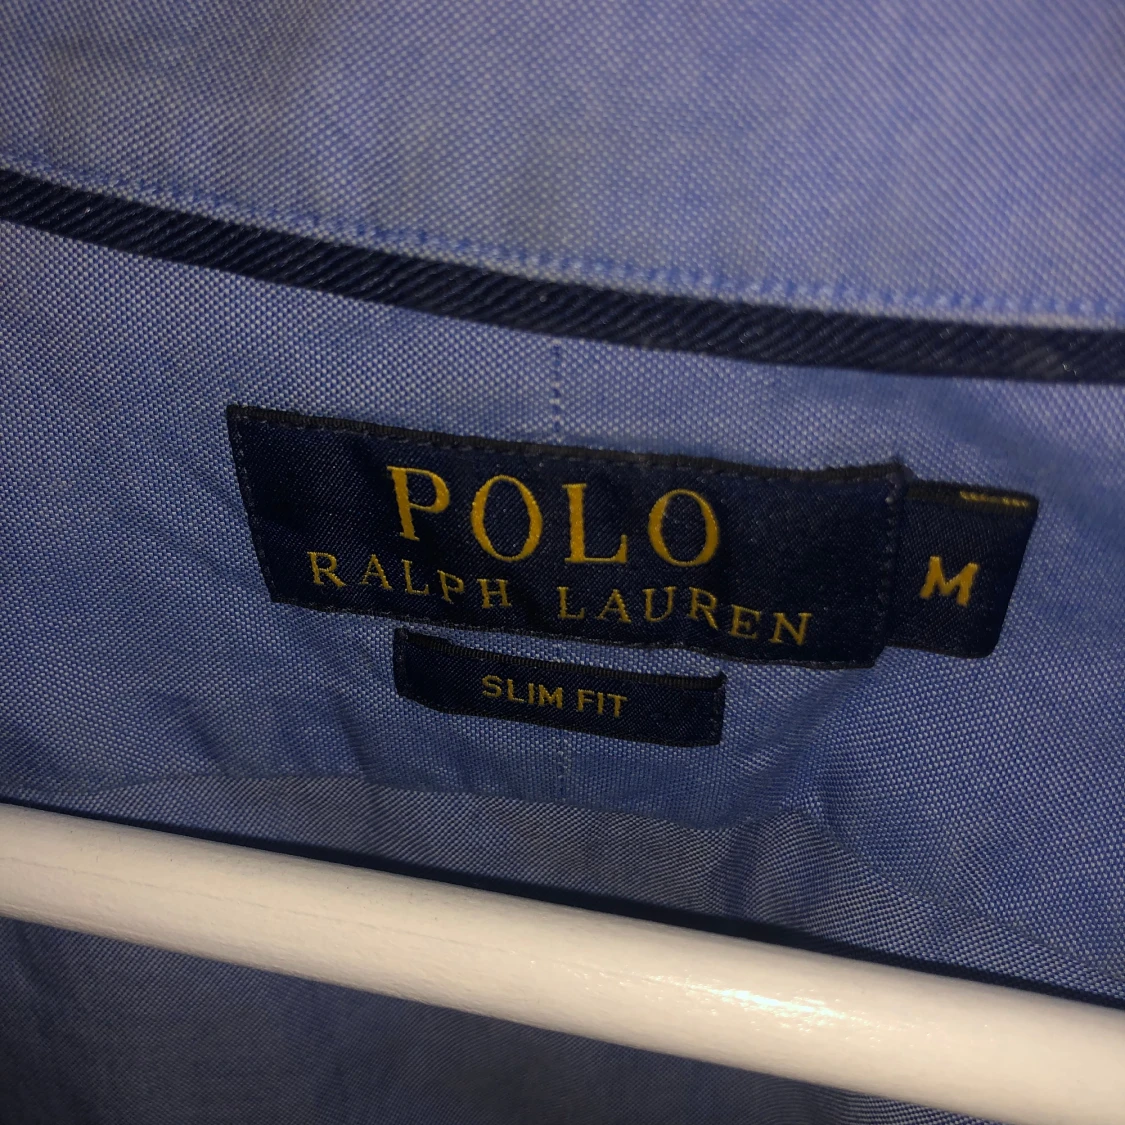 POLO
RALPH LAUREN
M
SLIM FIT